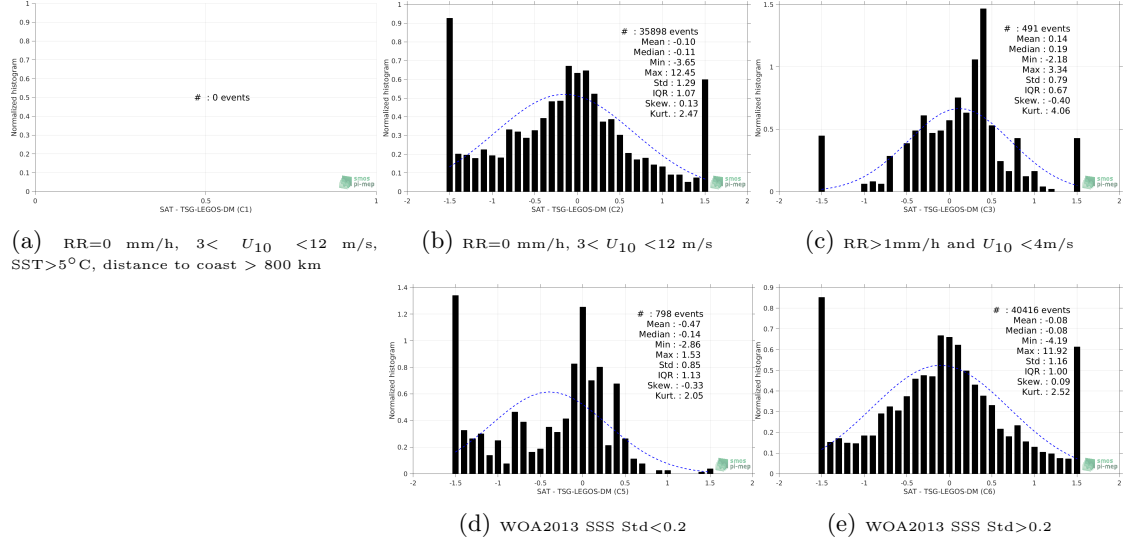 Normalized histogram
1
0.9
0.8
0.7
0.6
0.5
0.4
0.3
0.2
0.1
0
# : 0 events
smos
pi-mep
0 0.5 1
SAT - TSG-LEGOS-DM (C1)
(a) RR=0 mm/h, 3< U10 <12 m/s,
SST>5°C, distance to coast > 800 km
Normalized histogram
1
0.9
0.8
0.7
0.6
0.5
0.4
0.3
0.2
0.1
0
# : 35898 events
Mean : -0.10
Median : -0.11
Min : -3.65
Max : 12.45
Std : 1.29
IQR : 1.07
Skew. : 0.13
Kurt. : 2.47
smos
pi-mep
-2 -1.5 -1 -0.5 0 0.5 1 1.5 2
SAT - TSG-LEGOS-DM (C2)
(b) RR=0 mm/h, 3< U10 <12 m/s
Normalized histogram
1.5
1
0.5
0
# : 491 events
Mean : 0.14
Median : 0.19
Min : -2.18
Max : 3.34
Std : 0.79
IQR : 0.67
Skew. : -0.40
Kurt. : 4.06
smos
pi-mep
-2 -1.5 -1 -0.5 0 0.5 1 1.5 2
SAT - TSG-LEGOS-DM (C3)
(c) RR>1mm/h and U10 <4m/s
Normalized histogram
1.4
1.2
1
0.8
0.6
0.4
0.2
0
# : 798 events
Mean : -0.47
Median : -0.14
Min : -2.86
Max : 1.53
Std : 0.85
IQR : 1.13
Skew. : -0.33
Kurt. : 2.05
smos
pi-mep
-2 -1.5 -1 -0.5 0 0.5 1 1.5 2
SAT - TSG-LEGOS-DM (C5)
(d) WOA2013 SSS Std<0.2
Normalized histogram
0.9
0.8
0.7
0.6
0.5
0.4
0.3
0.2
0.1
0
# : 40416 events
Mean : -0.08
Median : -0.08
Min : -4.19
Max : 11.92
Std : 1.16
IQR : 1.00
Skew. : 0.09
Kurt. : 2.52
smos
pi-mep
-2 -1.5 -1 -0.5 0 0.5 1 1.5 2
SAT - TSG-LEGOS-DM (C6)
(e) WOA2013 SSS Std>0.2